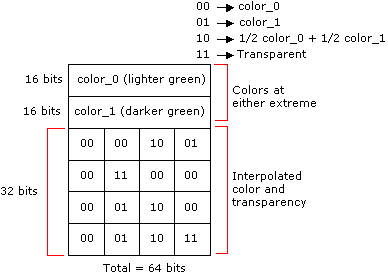 00 → color_0
01 → color_1
10 → 1/2 color_0 + 1/2 color_1
11 → Transparent
16 bits color_0 (lighter green)
16 bits color_1 (darker green)
Colors at
either extreme
32 bits
00 00 10 01
00 11 00 00
00 01 10 00
00 01 10 11
Interpolated
color and
transparency
Total = 64 bits